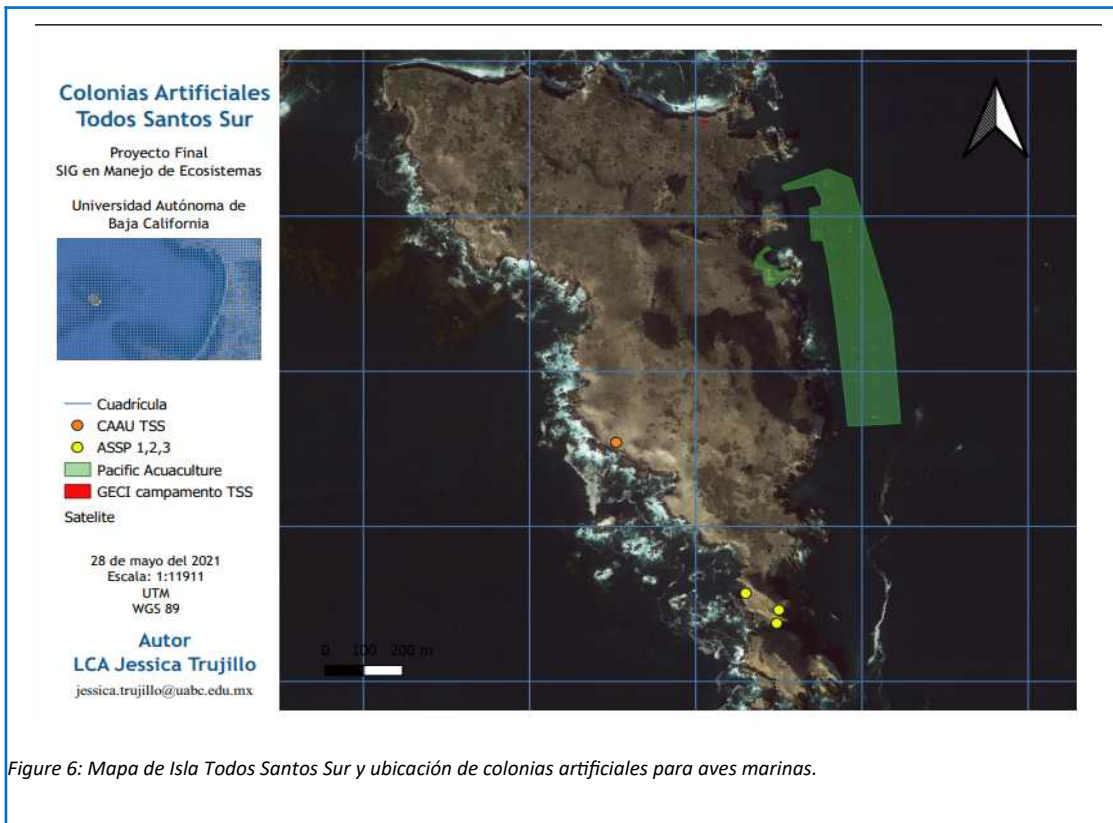 Colonias Artificiales
Todos Santos Sur
Proyecto Final
SIG en Manejo de Ecosistemas
Universidad Autónoma de
Baja California
Cuadrícula
CAAU TSS
ASSP 1,2,3
Pacific Acuaculture
GECI campamento TSS
Satelite
28 de mayo del 2021
Escala: 1:11911
UTM
WGS 89
Autor
LCA Jessica Trujillo
jessica.trujillo@uabc.edu.mx
0 100 200 m
Figure 6: Mapa de Isla Todos Santos Sur y ubicación de colonias artificiales para aves marinas.